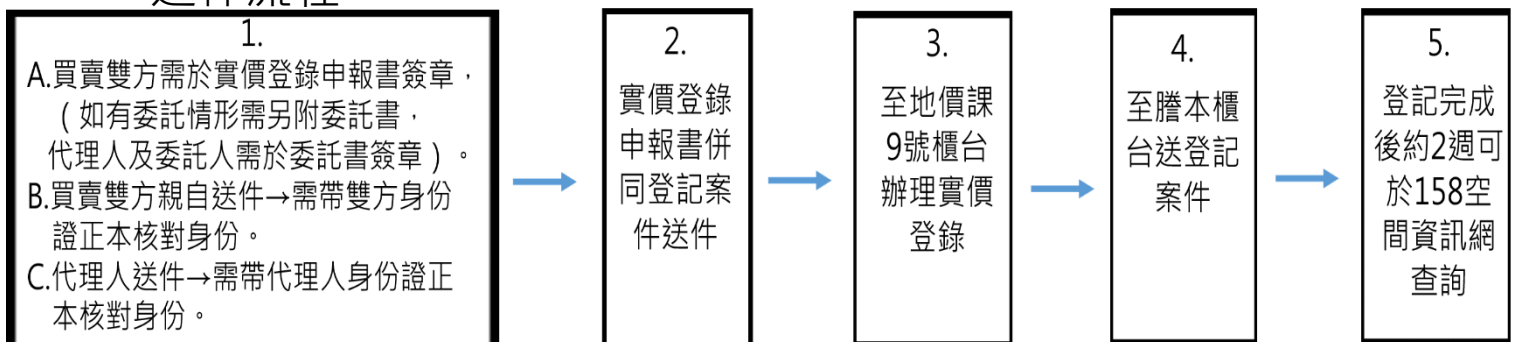 送件流程
1.
A.買賣雙方需於實價登錄申報書簽章，
（如有委託情形需另附委託書，
代理人及委託人需於委託書簽章）。
B.買賣雙方親自送件→需帶雙方身份
證正本核對身份。
C.代理人送件→需帶代理人身份證正
本核對身份。
2.
實價登錄
申報書併
同登記案
件送件
3.
至地價課
9號櫃台
辦理實價
登錄
4.
至謄本櫃
台送登記
案件
5.
登記完成
後約2週可
於158空
間資訊網
查詢